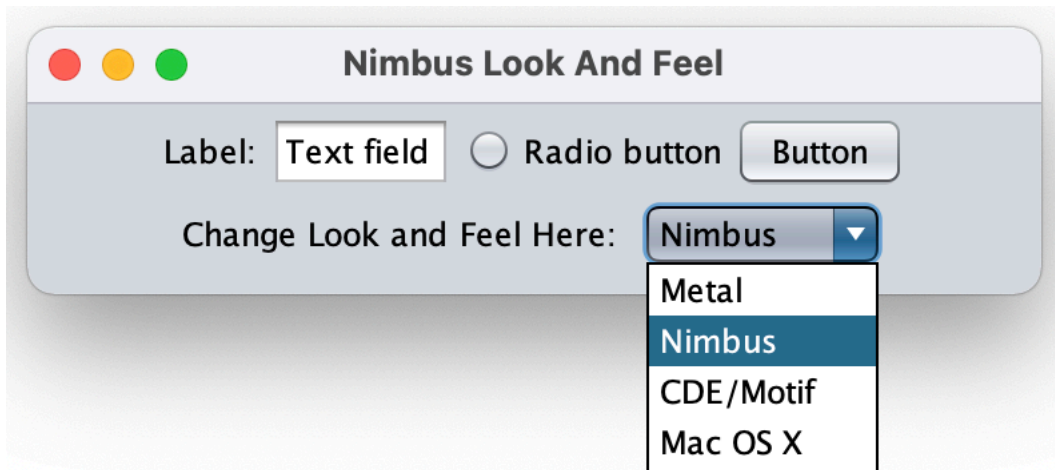 Nimbus Look And Feel
Label: Text field Radio button Button
Change Look and Feel Here: Nimbus
Metal
Nimbus
CDE/Motif
Mac OS X